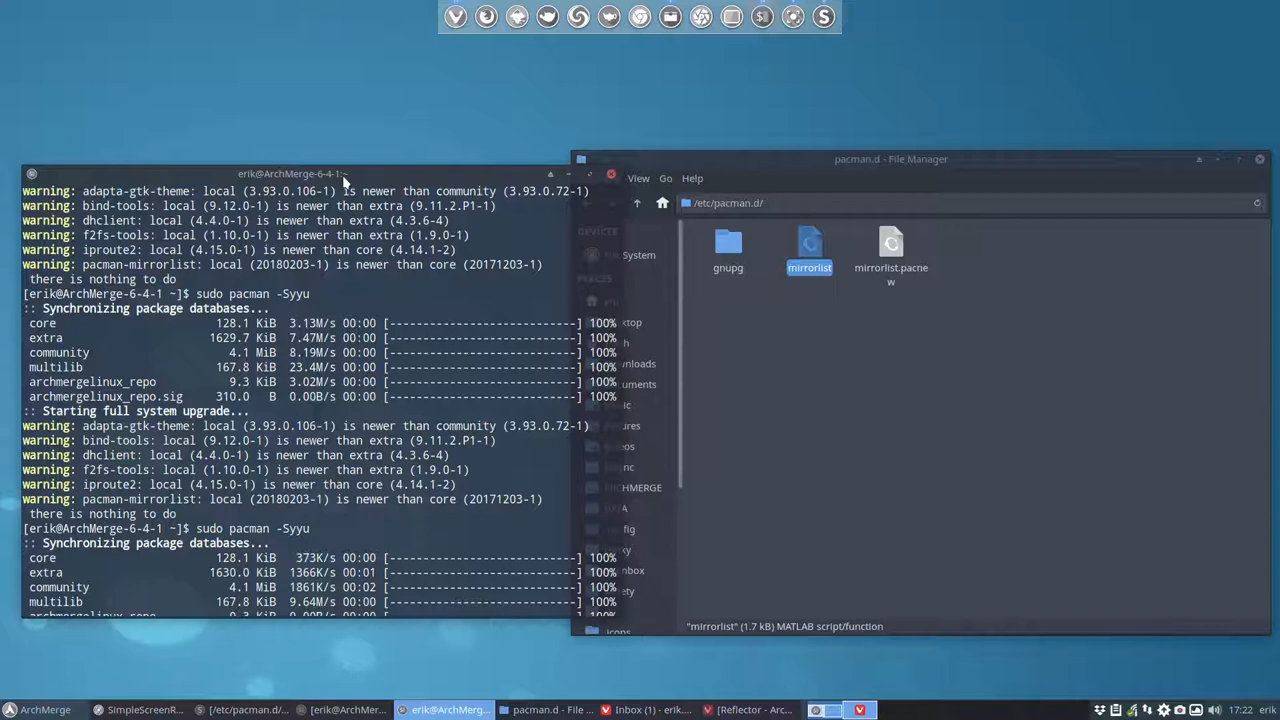 erik@ArchMerge-6-4-1:~
warning: adapta-gtk-theme: local (3.93.0.106-1) is newer than community (3.93.0.72-1)
warning: bind-tools: local (9.12.0-1) is newer than extra (9.11.2.P1-1)
warning: dhclient: local (4.4.0-1) is newer than extra (4.3.6-4)
warning: f2fs-tools: local (1.10.0-1) is newer than extra (1.9.0-1)
warning: iproute2: local (4.15.0-1) is newer than core (4.14.1-2)
warning: pacman-mirrorlist: local (20180203-1) is newer than core (20171203-1)
there is nothing to do
[erik@ArchMerge-6-4-1 ~]$ sudo pacman -Syyu
:: Synchronizing package databases...
core 128.1 KiB 3.13M/s 00:00 [----------------------------] 100%
extra 1629.7 KiB 7.47M/s 00:00 [----------------------------] 100%
community 4.1 MiB 8.19M/s 00:00 [----------------------------] 100%
multilib 167.8 KiB 23.4M/s 00:00 [----------------------------] 100%
archmergelinux_repo 9.3 KiB 3.02M/s 00:00 [----------------------------] 100%
archmergelinux_repo.sig 310.0 B 0.00B/s 00:00 [----------------------------] 100%
:: Starting full system upgrade...
warning: adapta-gtk-theme: local (3.93.0.106-1) is newer than community (3.93.0.72-1)
warning: bind-tools: local (9.12.0-1) is newer than extra (9.11.2.P1-1)
warning: dhclient: local (4.4.0-1) is newer than extra (4.3.6-4)
warning: f2fs-tools: local (1.10.0-1) is newer than extra (1.9.0-1)
warning: iproute2: local (4.15.0-1) is newer than core (4.14.1-2)
warning: pacman-mirrorlist: local (20180203-1) is newer than core (20171203-1)
there is nothing to do
[erik@ArchMerge-6-4-1 ~]$ sudo pacman -Syyu
:: Synchronizing package databases...
core 128.1 KiB 373K/s 00:00 [----------------------------] 100%
extra 1630.0 KiB 1366K/s 00:01 [----------------------------] 100%
community 4.1 MiB 1861K/s 00:02 [----------------------------] 100%
multilib 167.8 KiB 9.64M/s 00:00 [----------------------------] 100%
pacman.d - File Manager
View Go Help
/etc/pacman.d/
DEVICES
System
PLACES
gnupg
mirrorlist
mirrorlist.pacne
w
"mirrorlist" (1.7 kB) MATLAB script/function
ArchMerge
SimpleScreenR...
[/etc/pacman.d/...
[erik@ArchMerg...
erik@ArchMerg...
pacman.d - File ...
Inbox (1) - erik....
[Reflector - Arc...
17:22 erik